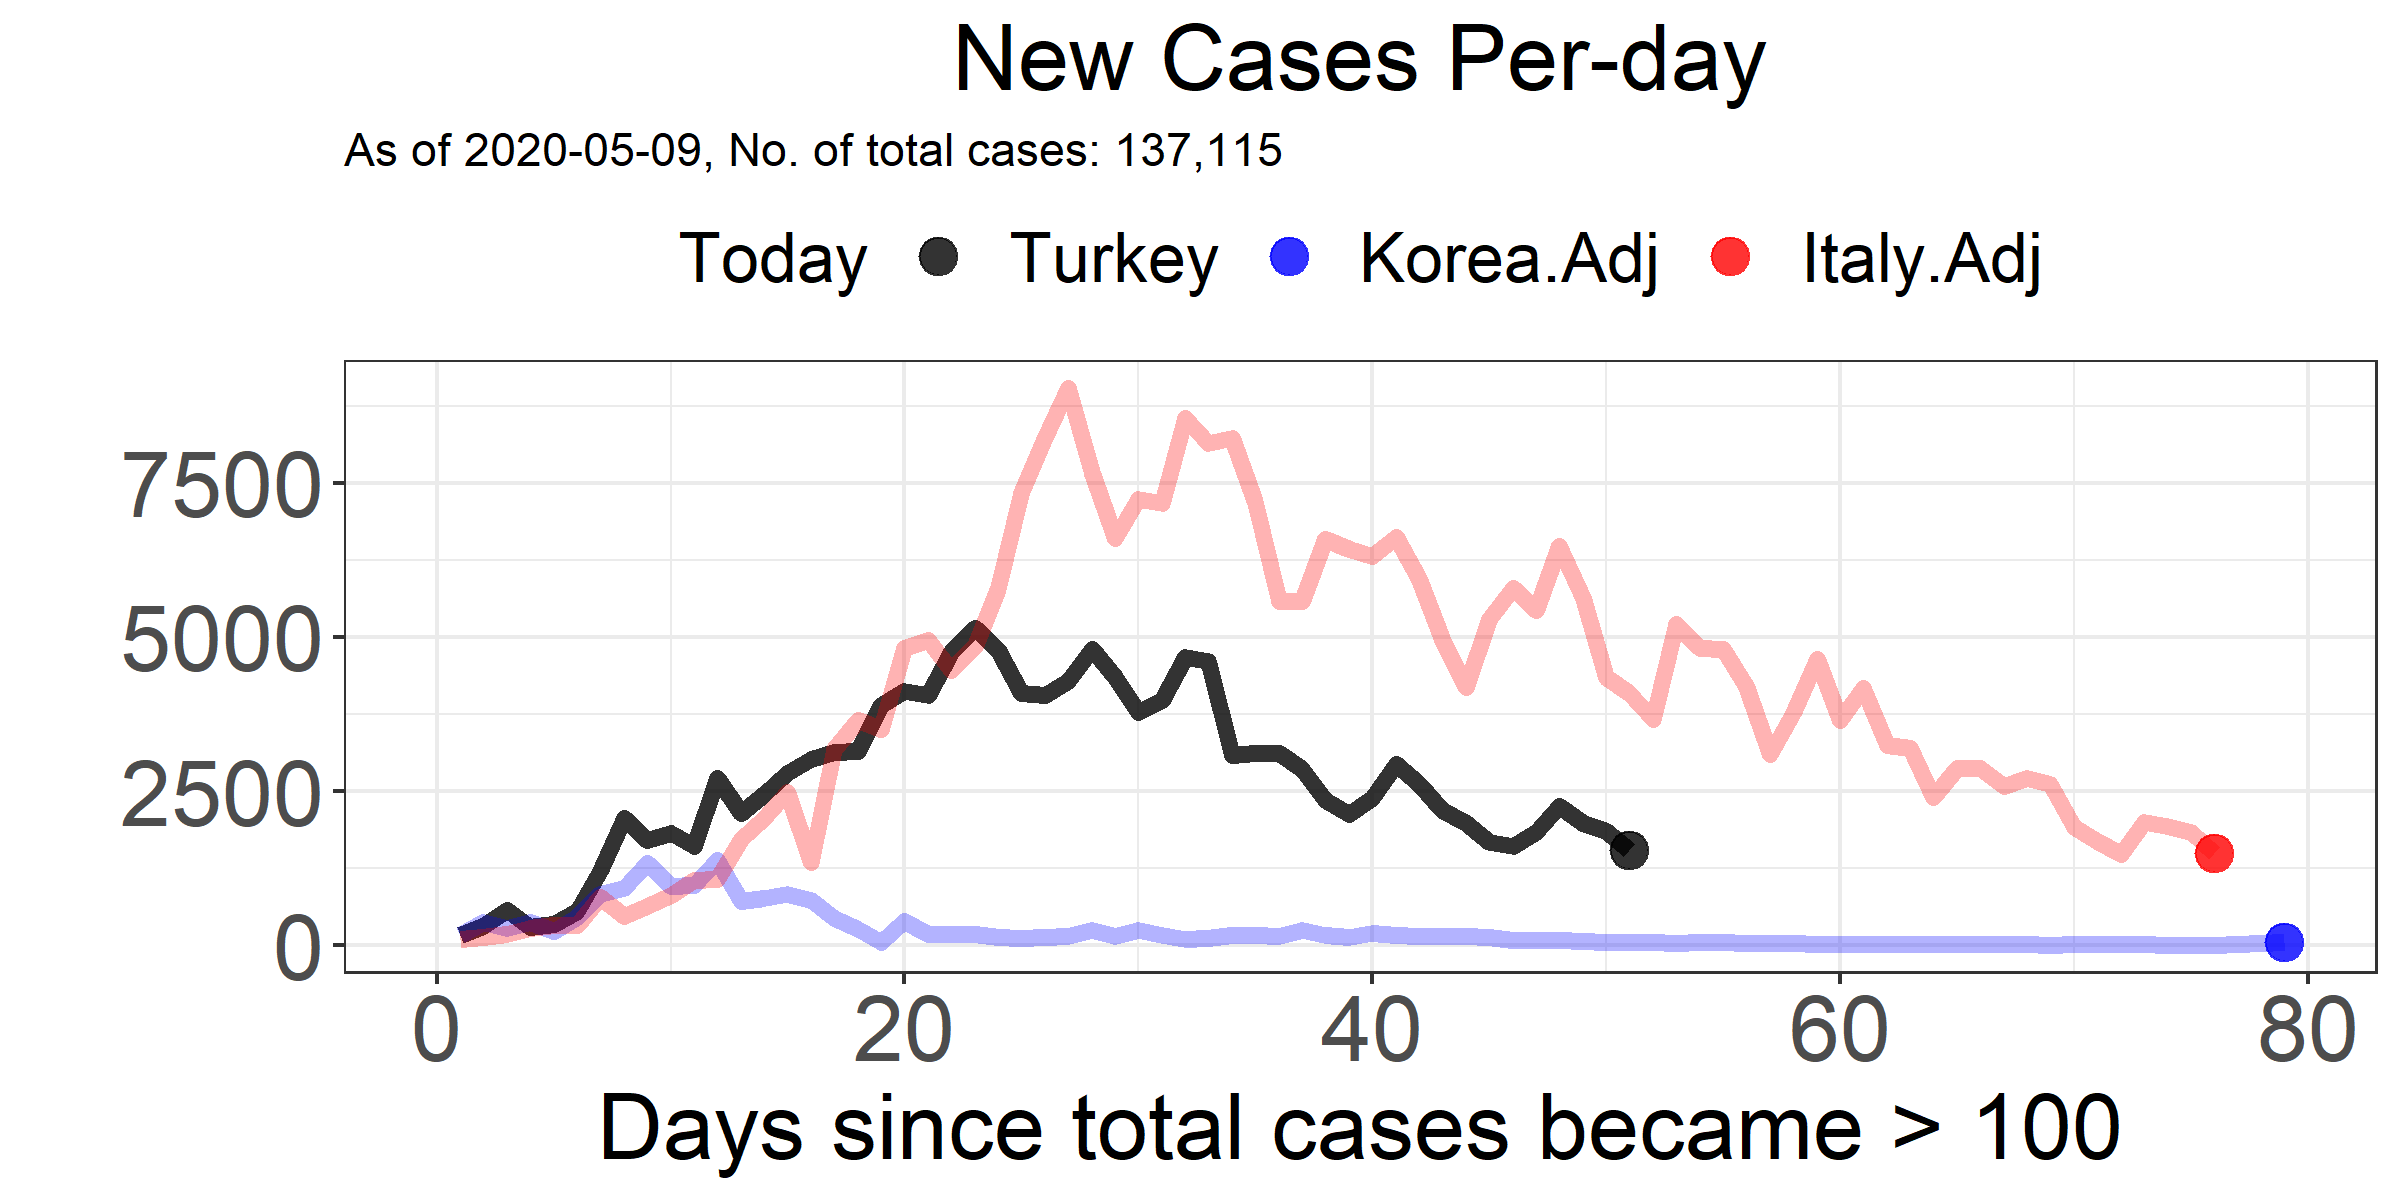 New Cases Per-day
As of 2020-05-09, No. of total cases: 137,115
Today Turkey Korea.Adj Italy.Adj
7500
5000
2500
0
0 20 40 60 80
Days since total cases became > 100